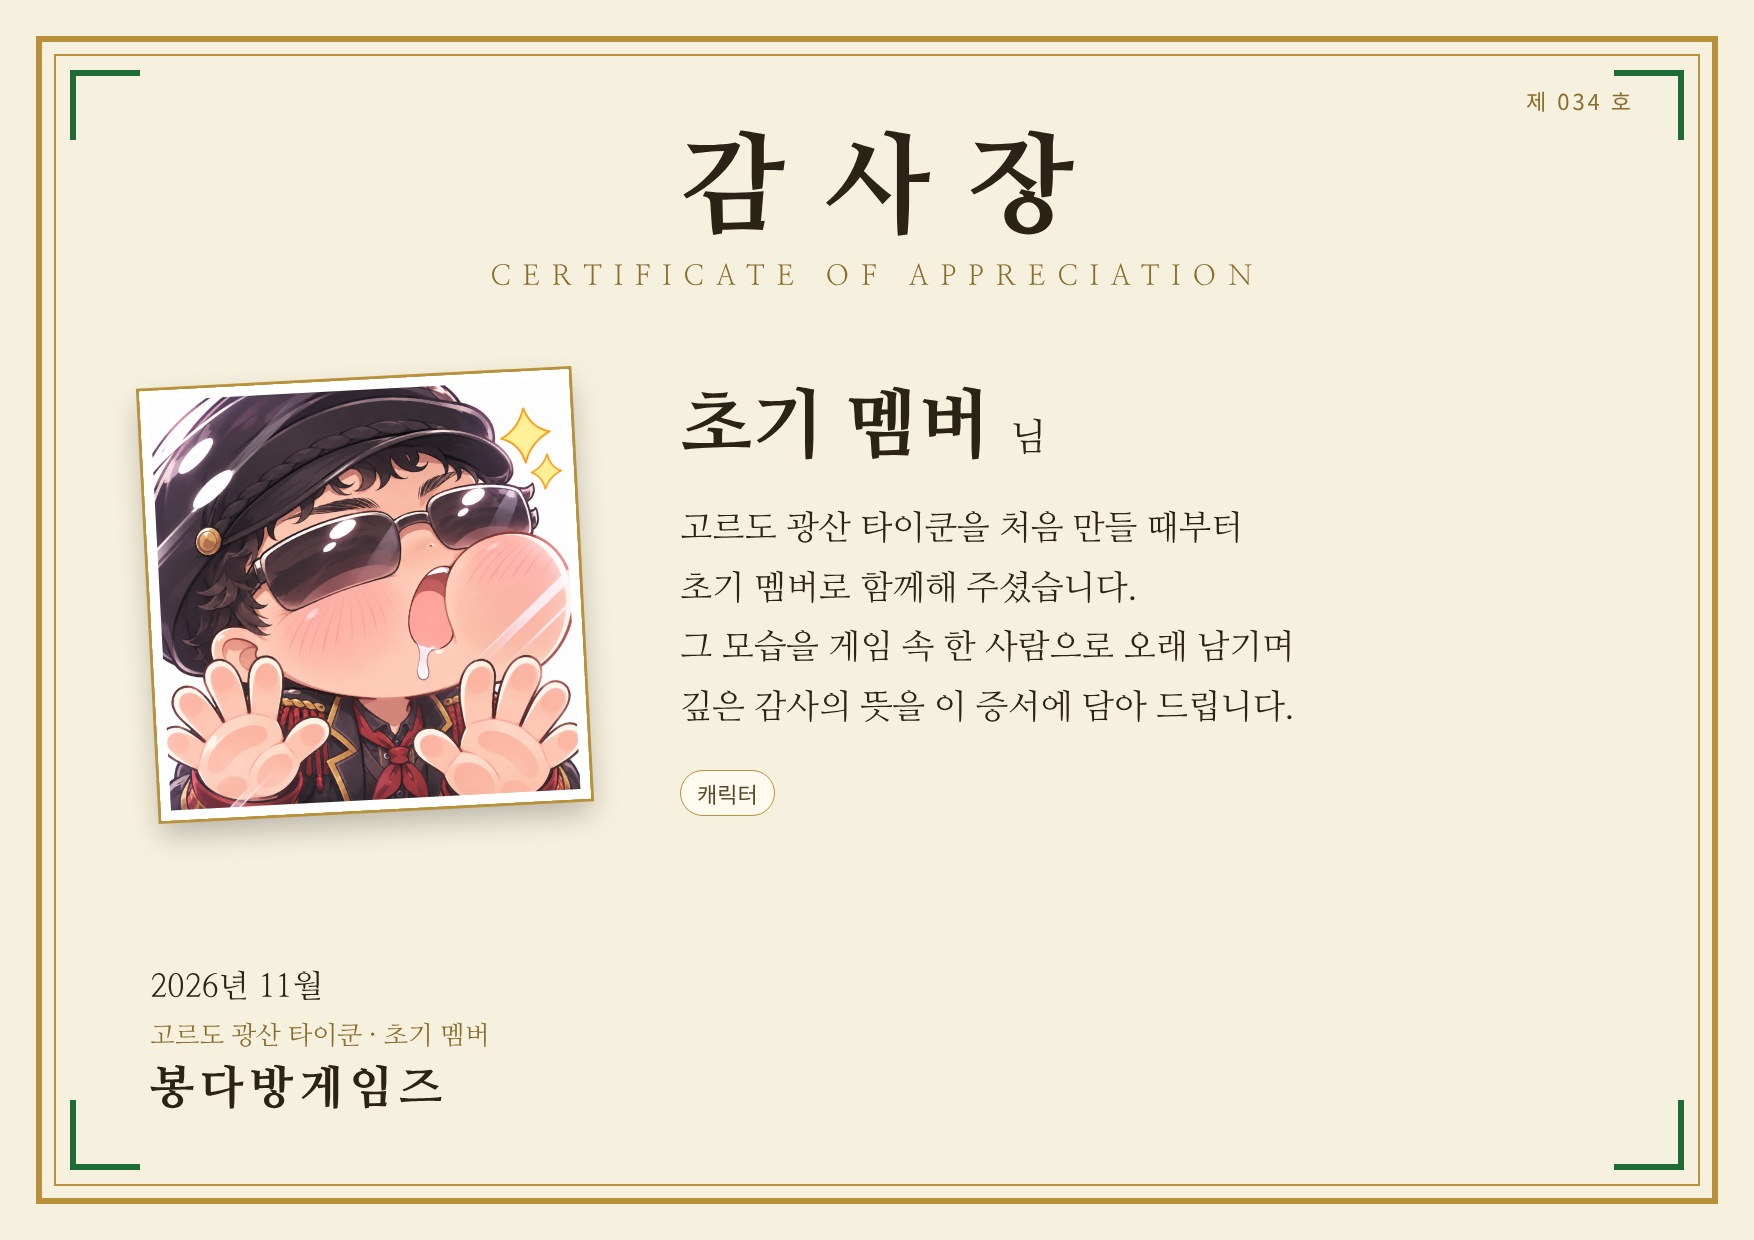 제 034 호
감사장
CERTIFICATE OF APPRECIATION
초기 멤버 님
고르도 광산 타이쿤을 처음 만들 때부터
초기 멤버로 함께해 주셨습니다.
그 모습을 게임 속 한 사람으로 오래 남기며
깊은 감사의 뜻을 이 증서에 담아 드립니다.
캐릭터
2026년 11월
고르도 광산 타이쿤 · 초기 멤버
봉다방게임즈